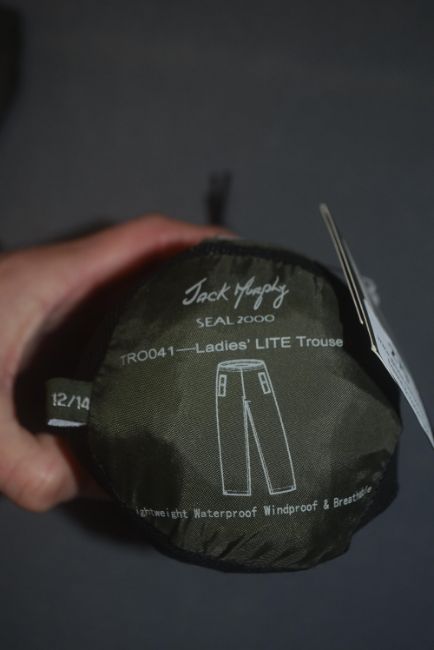 Jack Murphy
SEAL 2000
TRO041—Ladies' LITE Trouse
12/14
ightweight Waterproof Windproof & Breathable